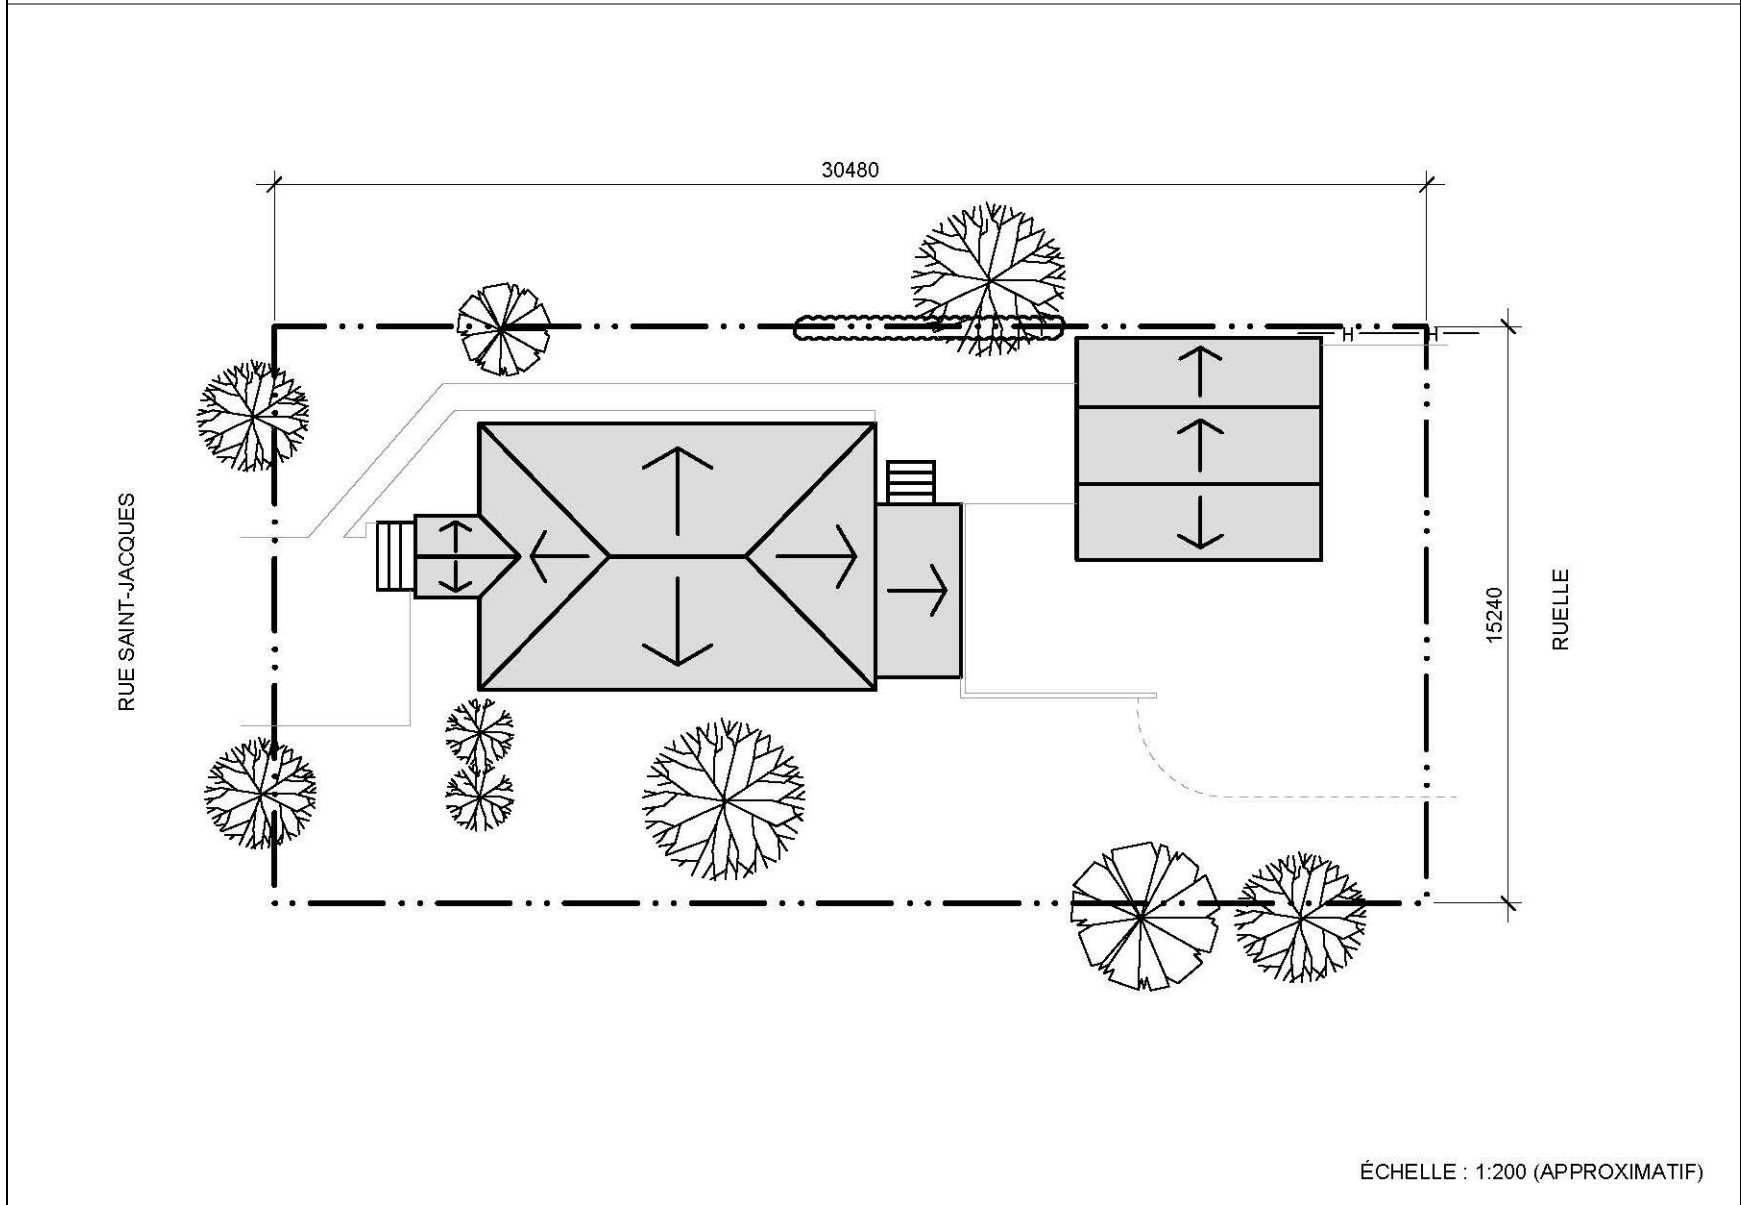 30480
RUE SAINT-JACQUES
H
H
15240
RUELLE
ÉCHELLE : 1:200 (APPROXIMATIF)